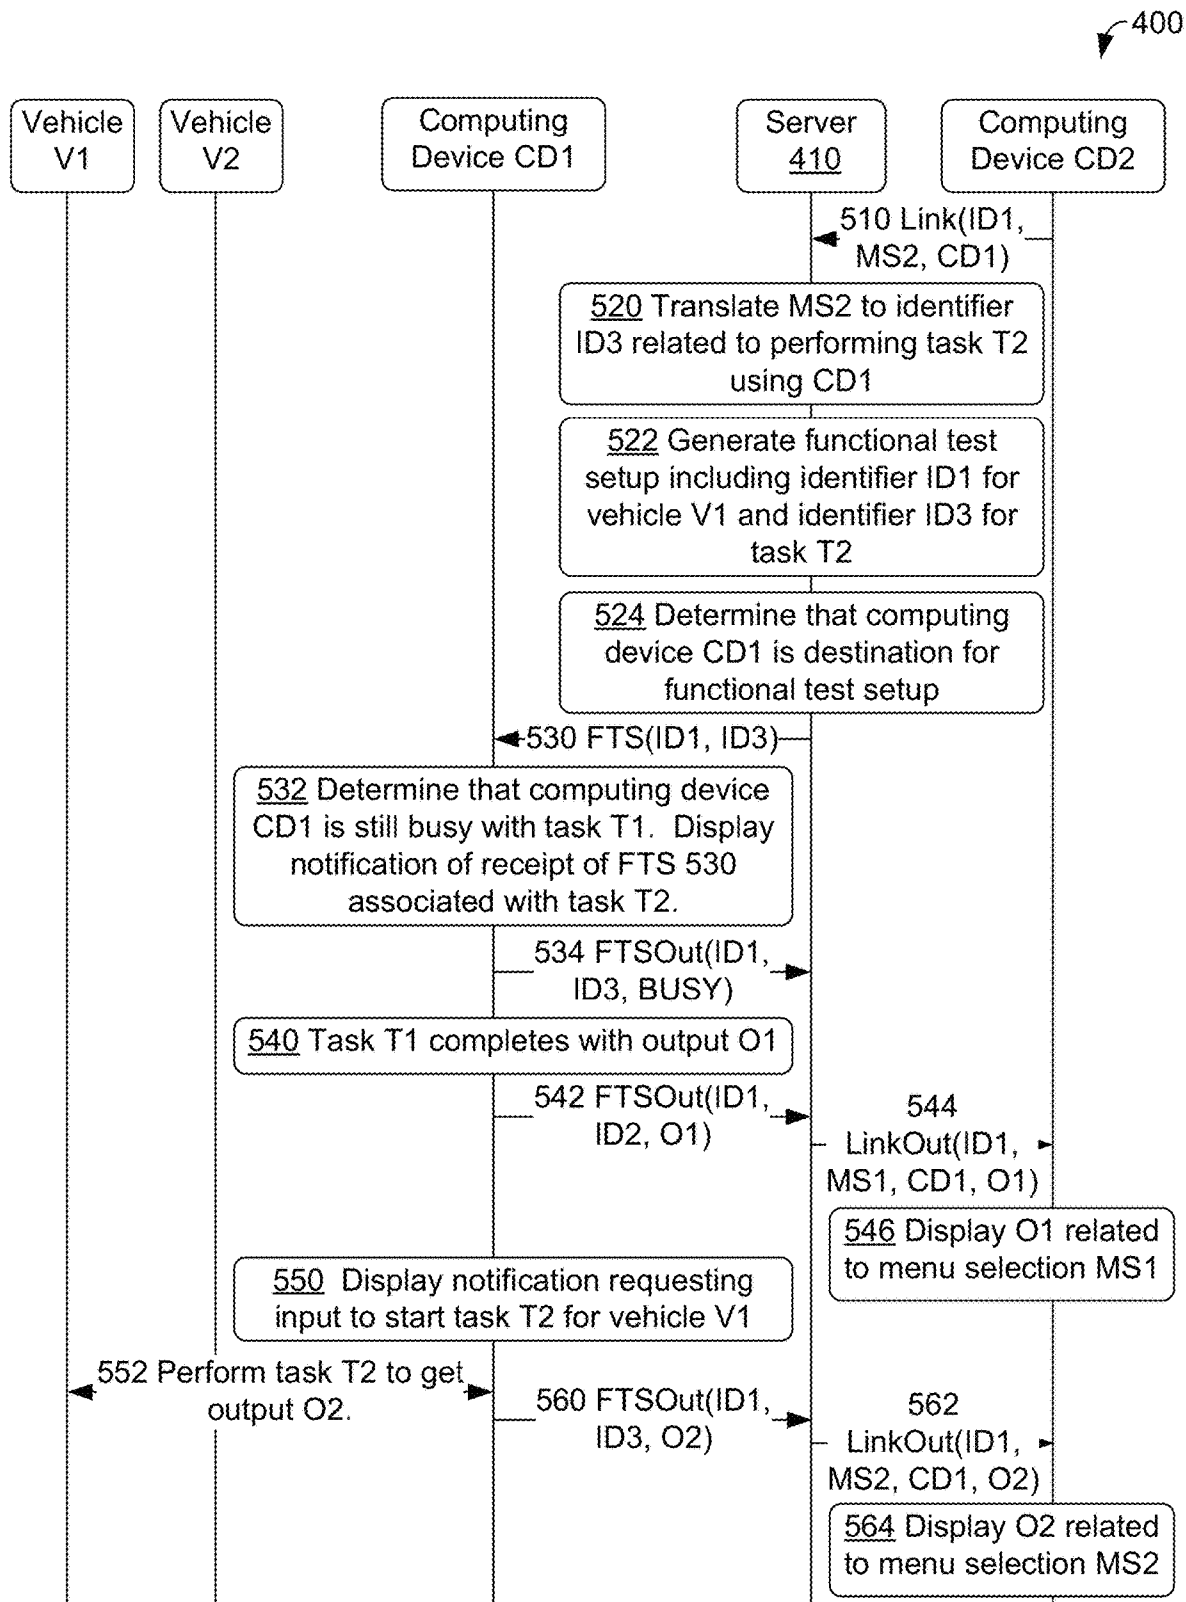 400
Vehicle
V1
Vehicle
V2
Computing
Device CD1
Server
410
Computing
Device CD2
510 Link(ID1,
MS2, CD1)
520 Translate MS2 to identifier
ID3 related to performing task T2
using CD1
522 Generate functional test
setup including identifier ID1 for
vehicle V1 and identifier ID3 for
task T2
524 Determine that computing
device CD1 is destination for
functional test setup
530 FTS(ID1, ID3)
532 Determine that computing device
CD1 is still busy with task T1.  Display
notification of receipt of FTS 530
associated with task T2.
534 FTSOut(ID1,
ID3, BUSY)
540 Task T1 completes with output O1
542 FTSOut(ID1,
ID2, O1)
544
LinkOut(ID1,
MS1, CD1, O1)
546 Display O1 related
to menu selection MS1
550  Display notification requesting
input to start task T2 for vehicle V1
552 Perform task T2 to get
output O2.
560 FTSOut(ID1,
ID3, O2)
562
LinkOut(ID1,
MS2, CD1, O2)
564 Display O2 related
to menu selection MS2